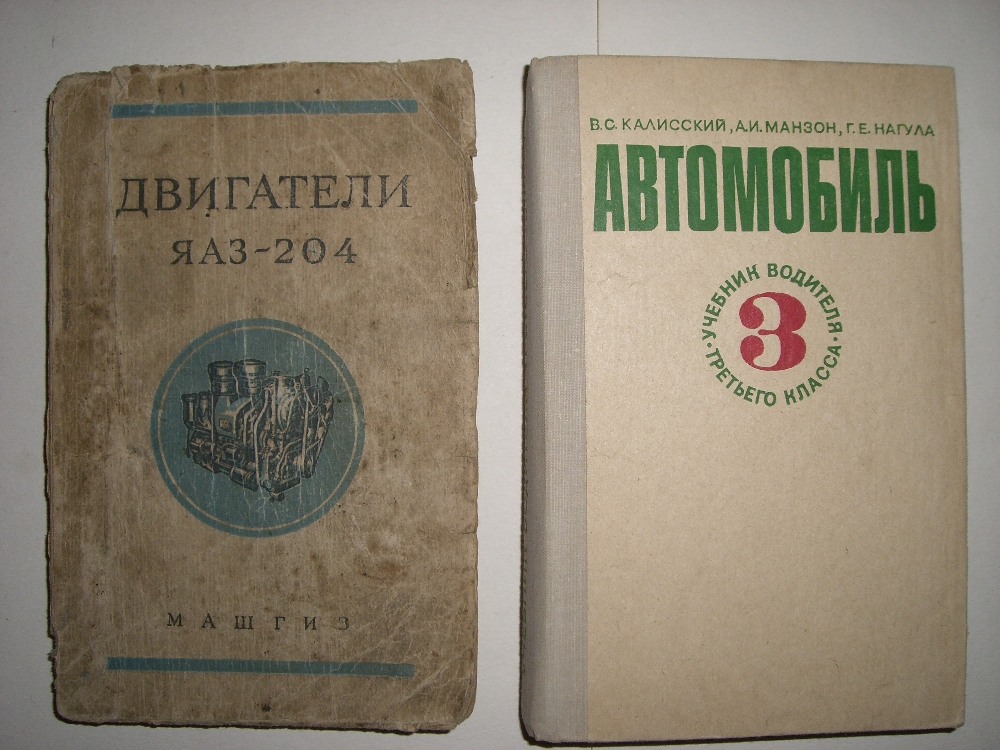 ДВИГАТЕЛИ
ЯАЗ-204
МАШГИЗ
В.С. КАЛИССКИЙ, А.И. МАНЗОН, Г.Е. НАГУЛА
АВТОМОБИЛЬ
• УЧЕБНИК ВОДИТЕЛЯ •
ТРЕТЬЕГО КЛАССА
3